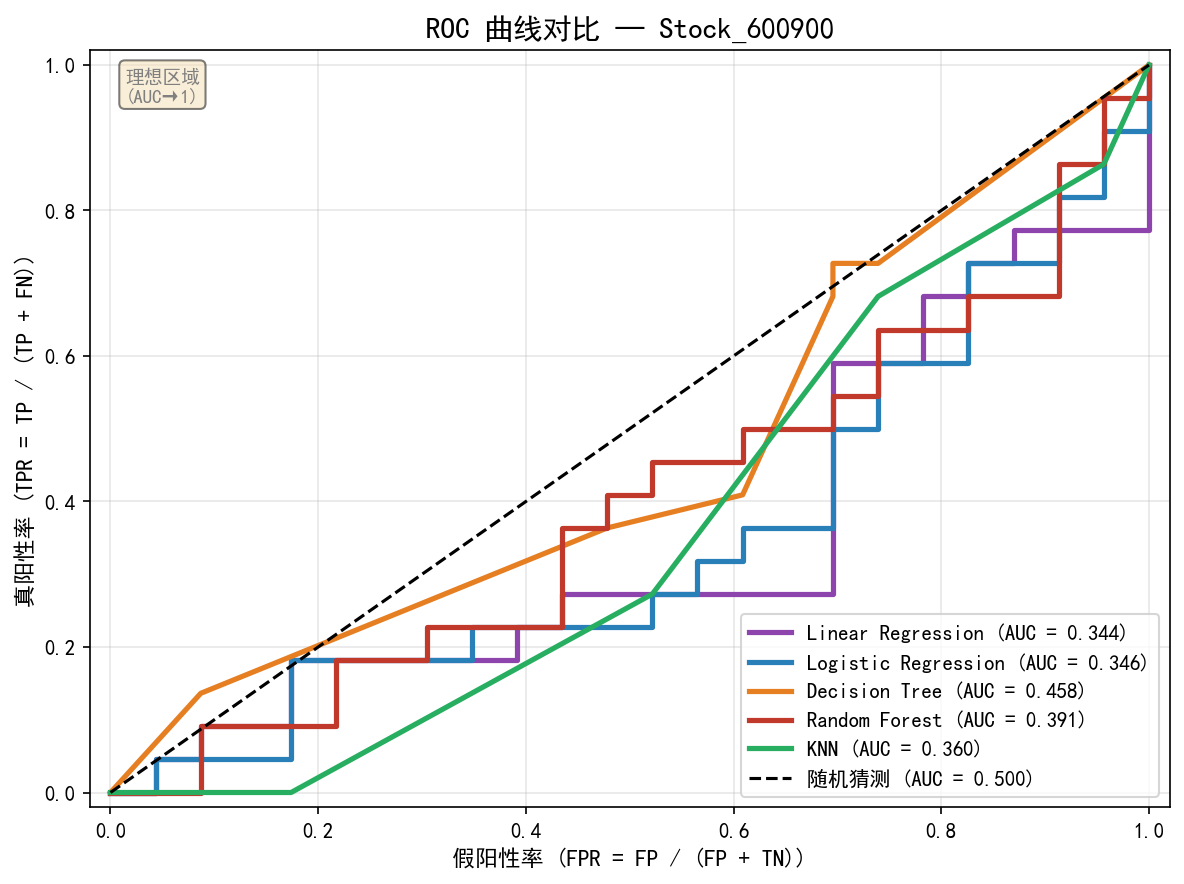 ROC 曲线对比 — Stock_600900
理想区域
(AUC→1)
1.0
0.8
0.6
0.4
0.2
0.0
真阳性率 (TPR = TP / (TP + FN))
Linear Regression (AUC = 0.344)
Logistic Regression (AUC = 0.346)
Decision Tree (AUC = 0.458)
Random Forest (AUC = 0.391)
KNN (AUC = 0.360)
随机猜测 (AUC = 0.500)
0.0 0.2 0.4 0.6 0.8 1.0
假阳性率 (FPR = FP / (FP + TN))